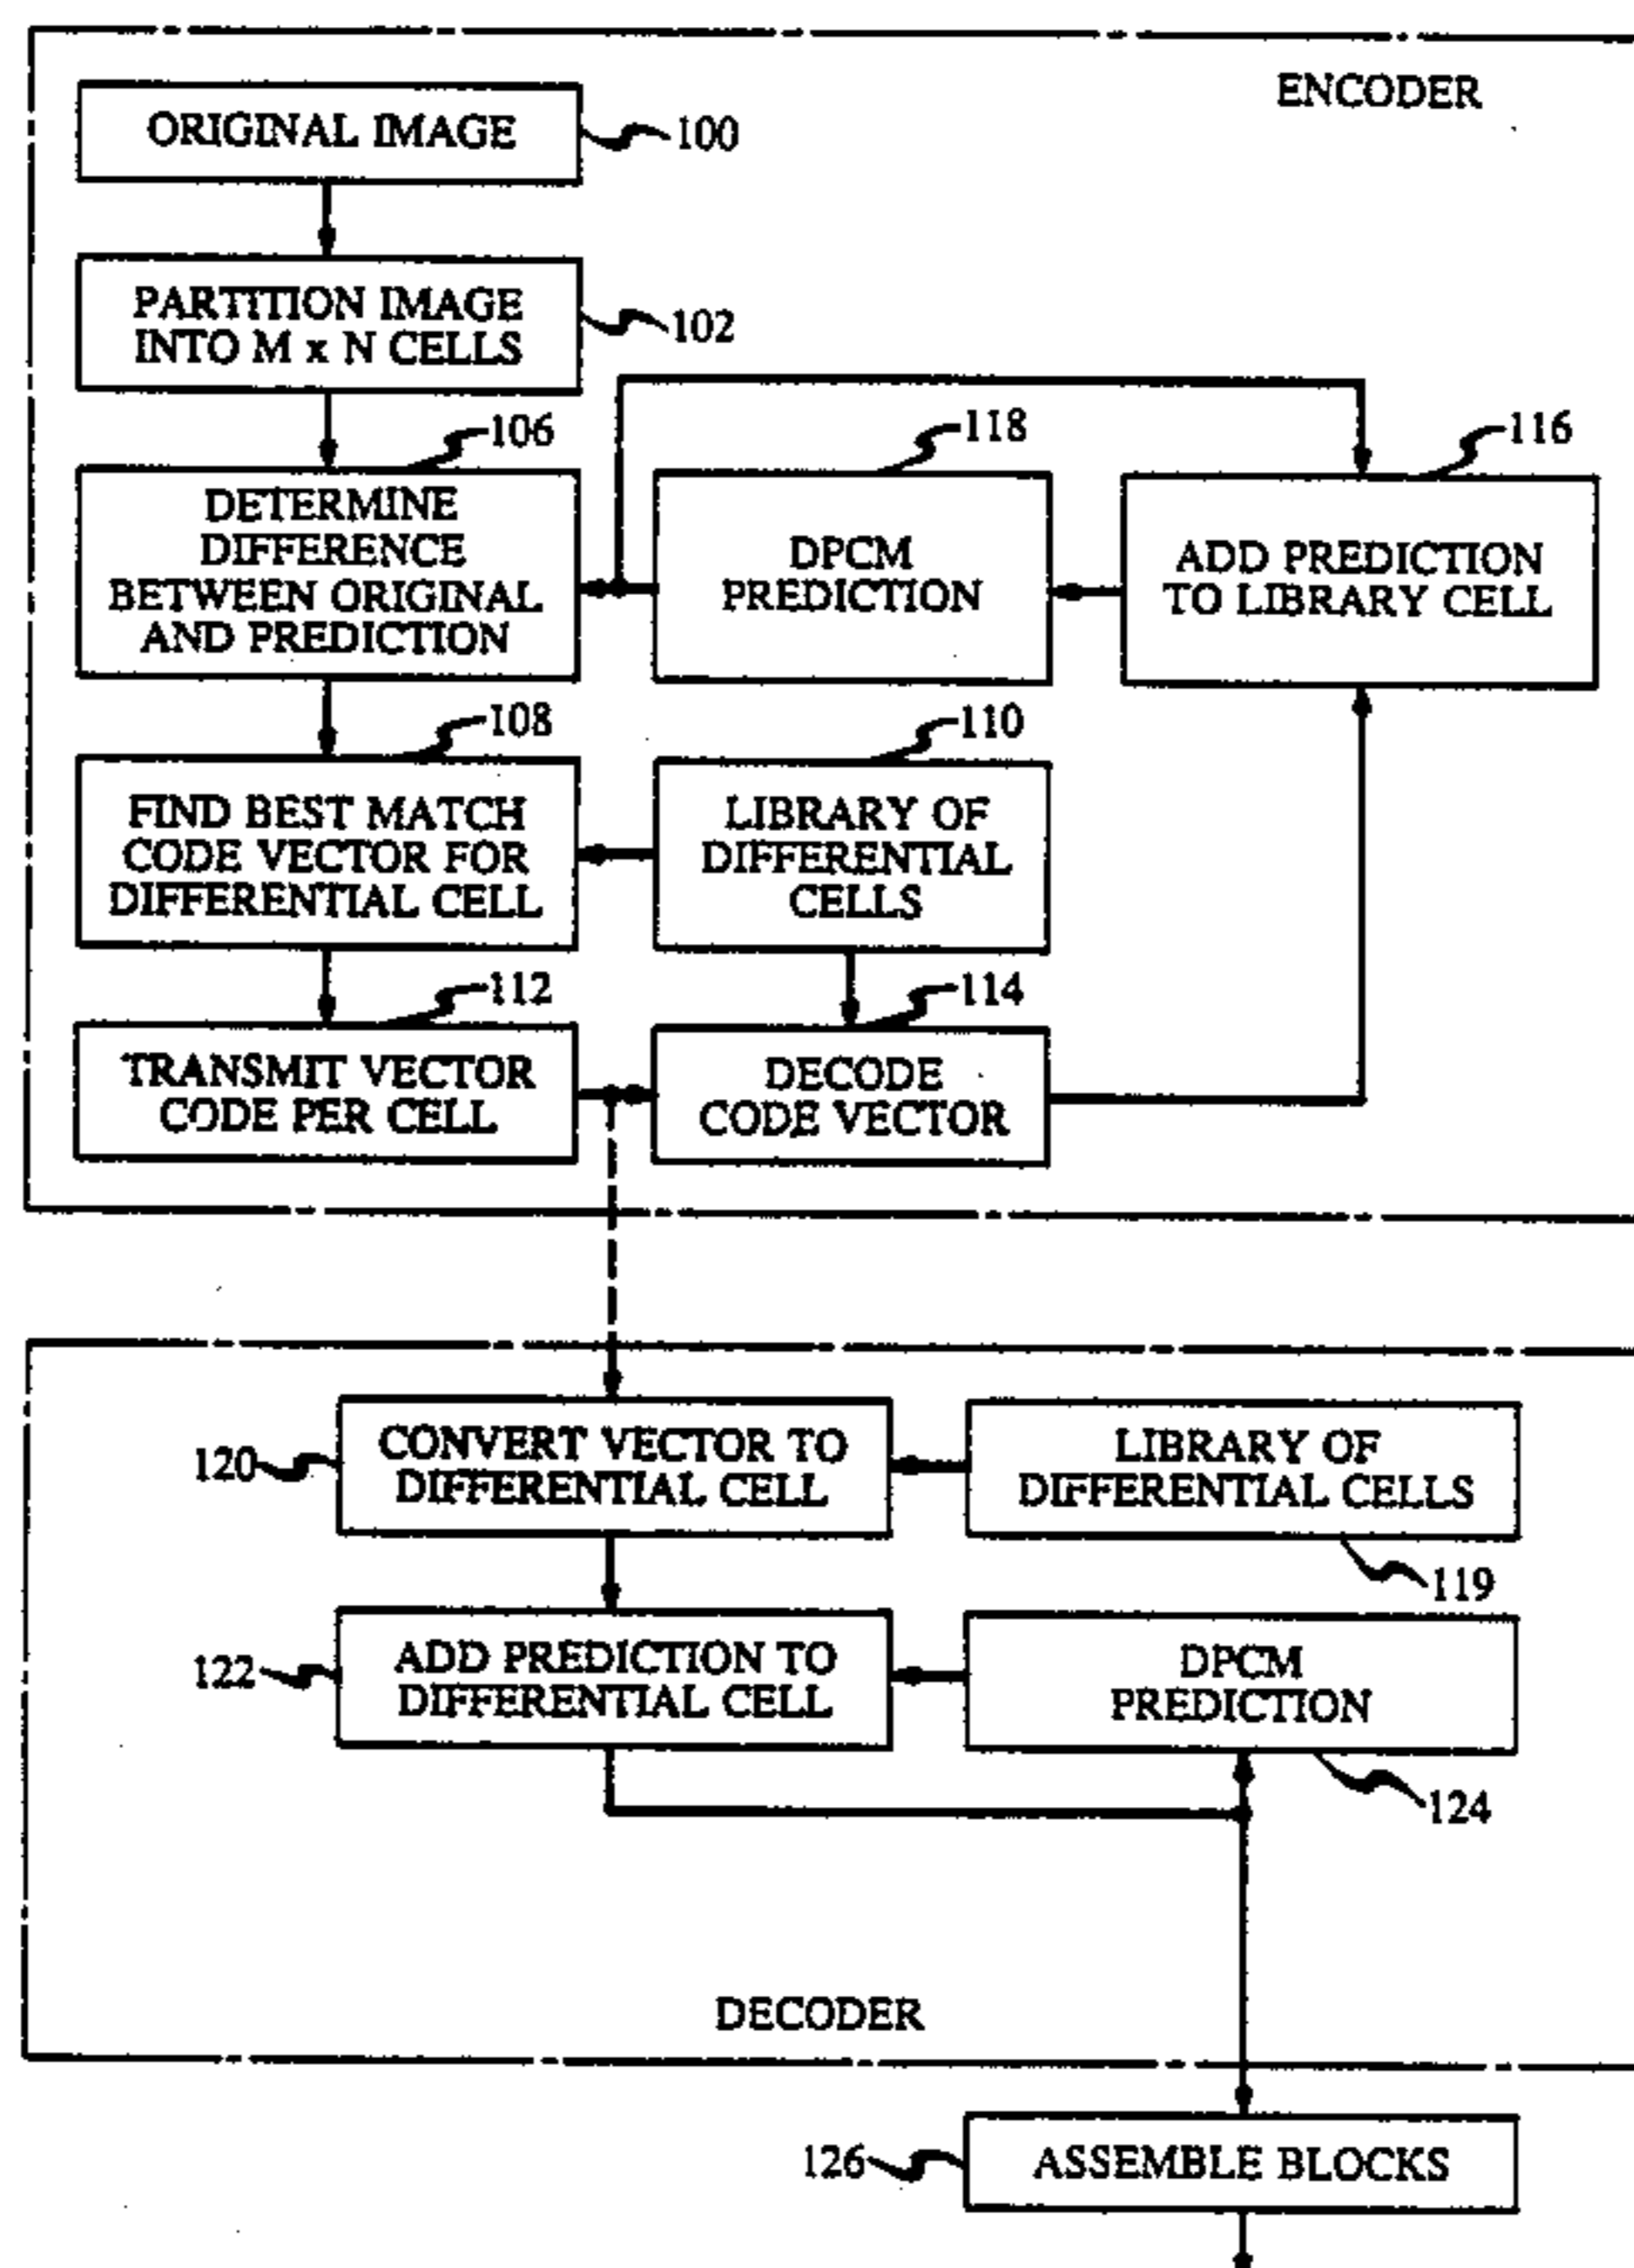 ENCODER
ORIGINAL IMAGE
100
PARTITION IMAGE
INTO M x N CELLS
102
106
DETERMINE
DIFFERENCE
BETWEEN ORIGINAL
AND PREDICTION
118
DPCM
PREDICTION
116
ADD PREDICTION
TO LIBRARY CELL
108
FIND BEST MATCH
CODE VECTOR FOR
DIFFERENTIAL CELL
110
LIBRARY OF
DIFFERENTIAL
CELLS
112
TRANSMIT VECTOR
CODE PER CELL
114
DECODE
CODE VECTOR
120
CONVERT VECTOR TO
DIFFERENTIAL CELL
LIBRARY OF
DIFFERENTIAL CELLS
119
122
ADD PREDICTION TO
DIFFERENTIAL CELL
DPCM
PREDICTION
124
DECODER
126
ASSEMBLE BLOCKS